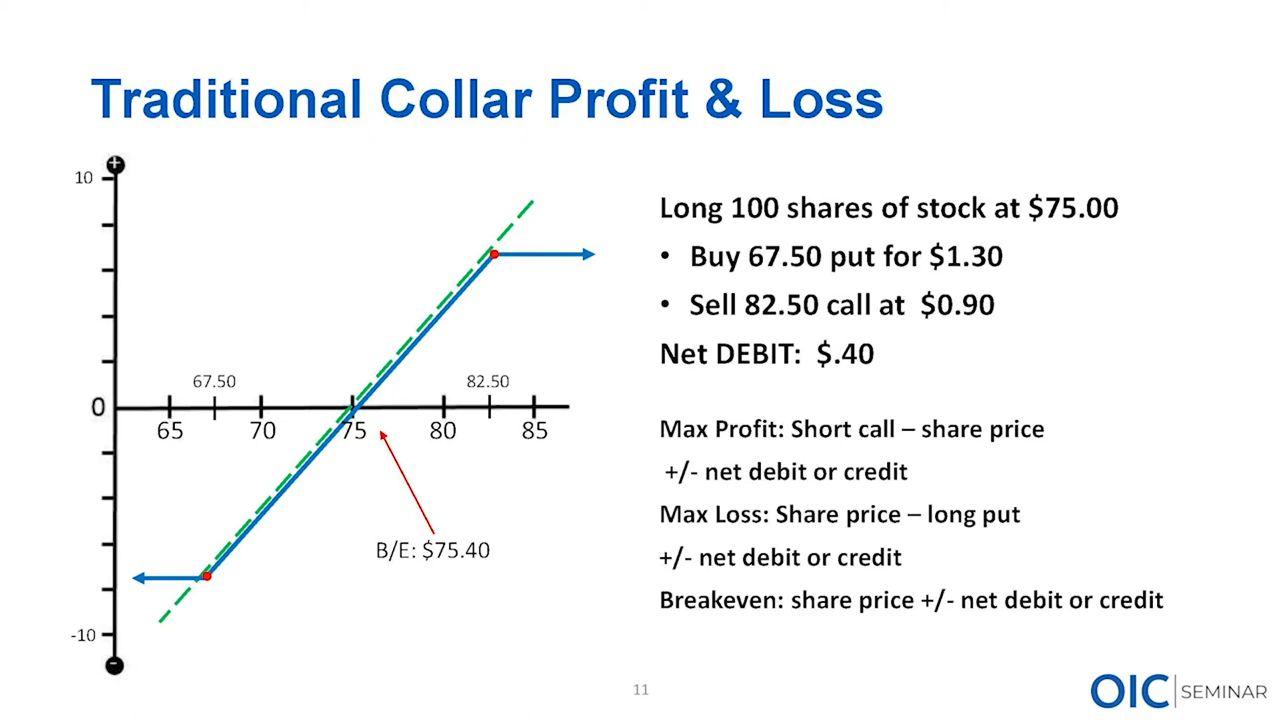 Traditional Collar Profit & Loss
+
10
Long 100 shares of stock at $75.00
• Buy 67.50 put for $1.30
• Sell 82.50 call at $0.90
Net DEBIT: $.40
67.50
82.50
0
65
70
75
80
85
Max Profit: Short call – share price
+/- net debit or credit
Max Loss: Share price – long put
+/- net debit or credit
Breakeven: share price +/- net debit or credit
B/E: $75.40
-10
-
11
OIC SEMINAR